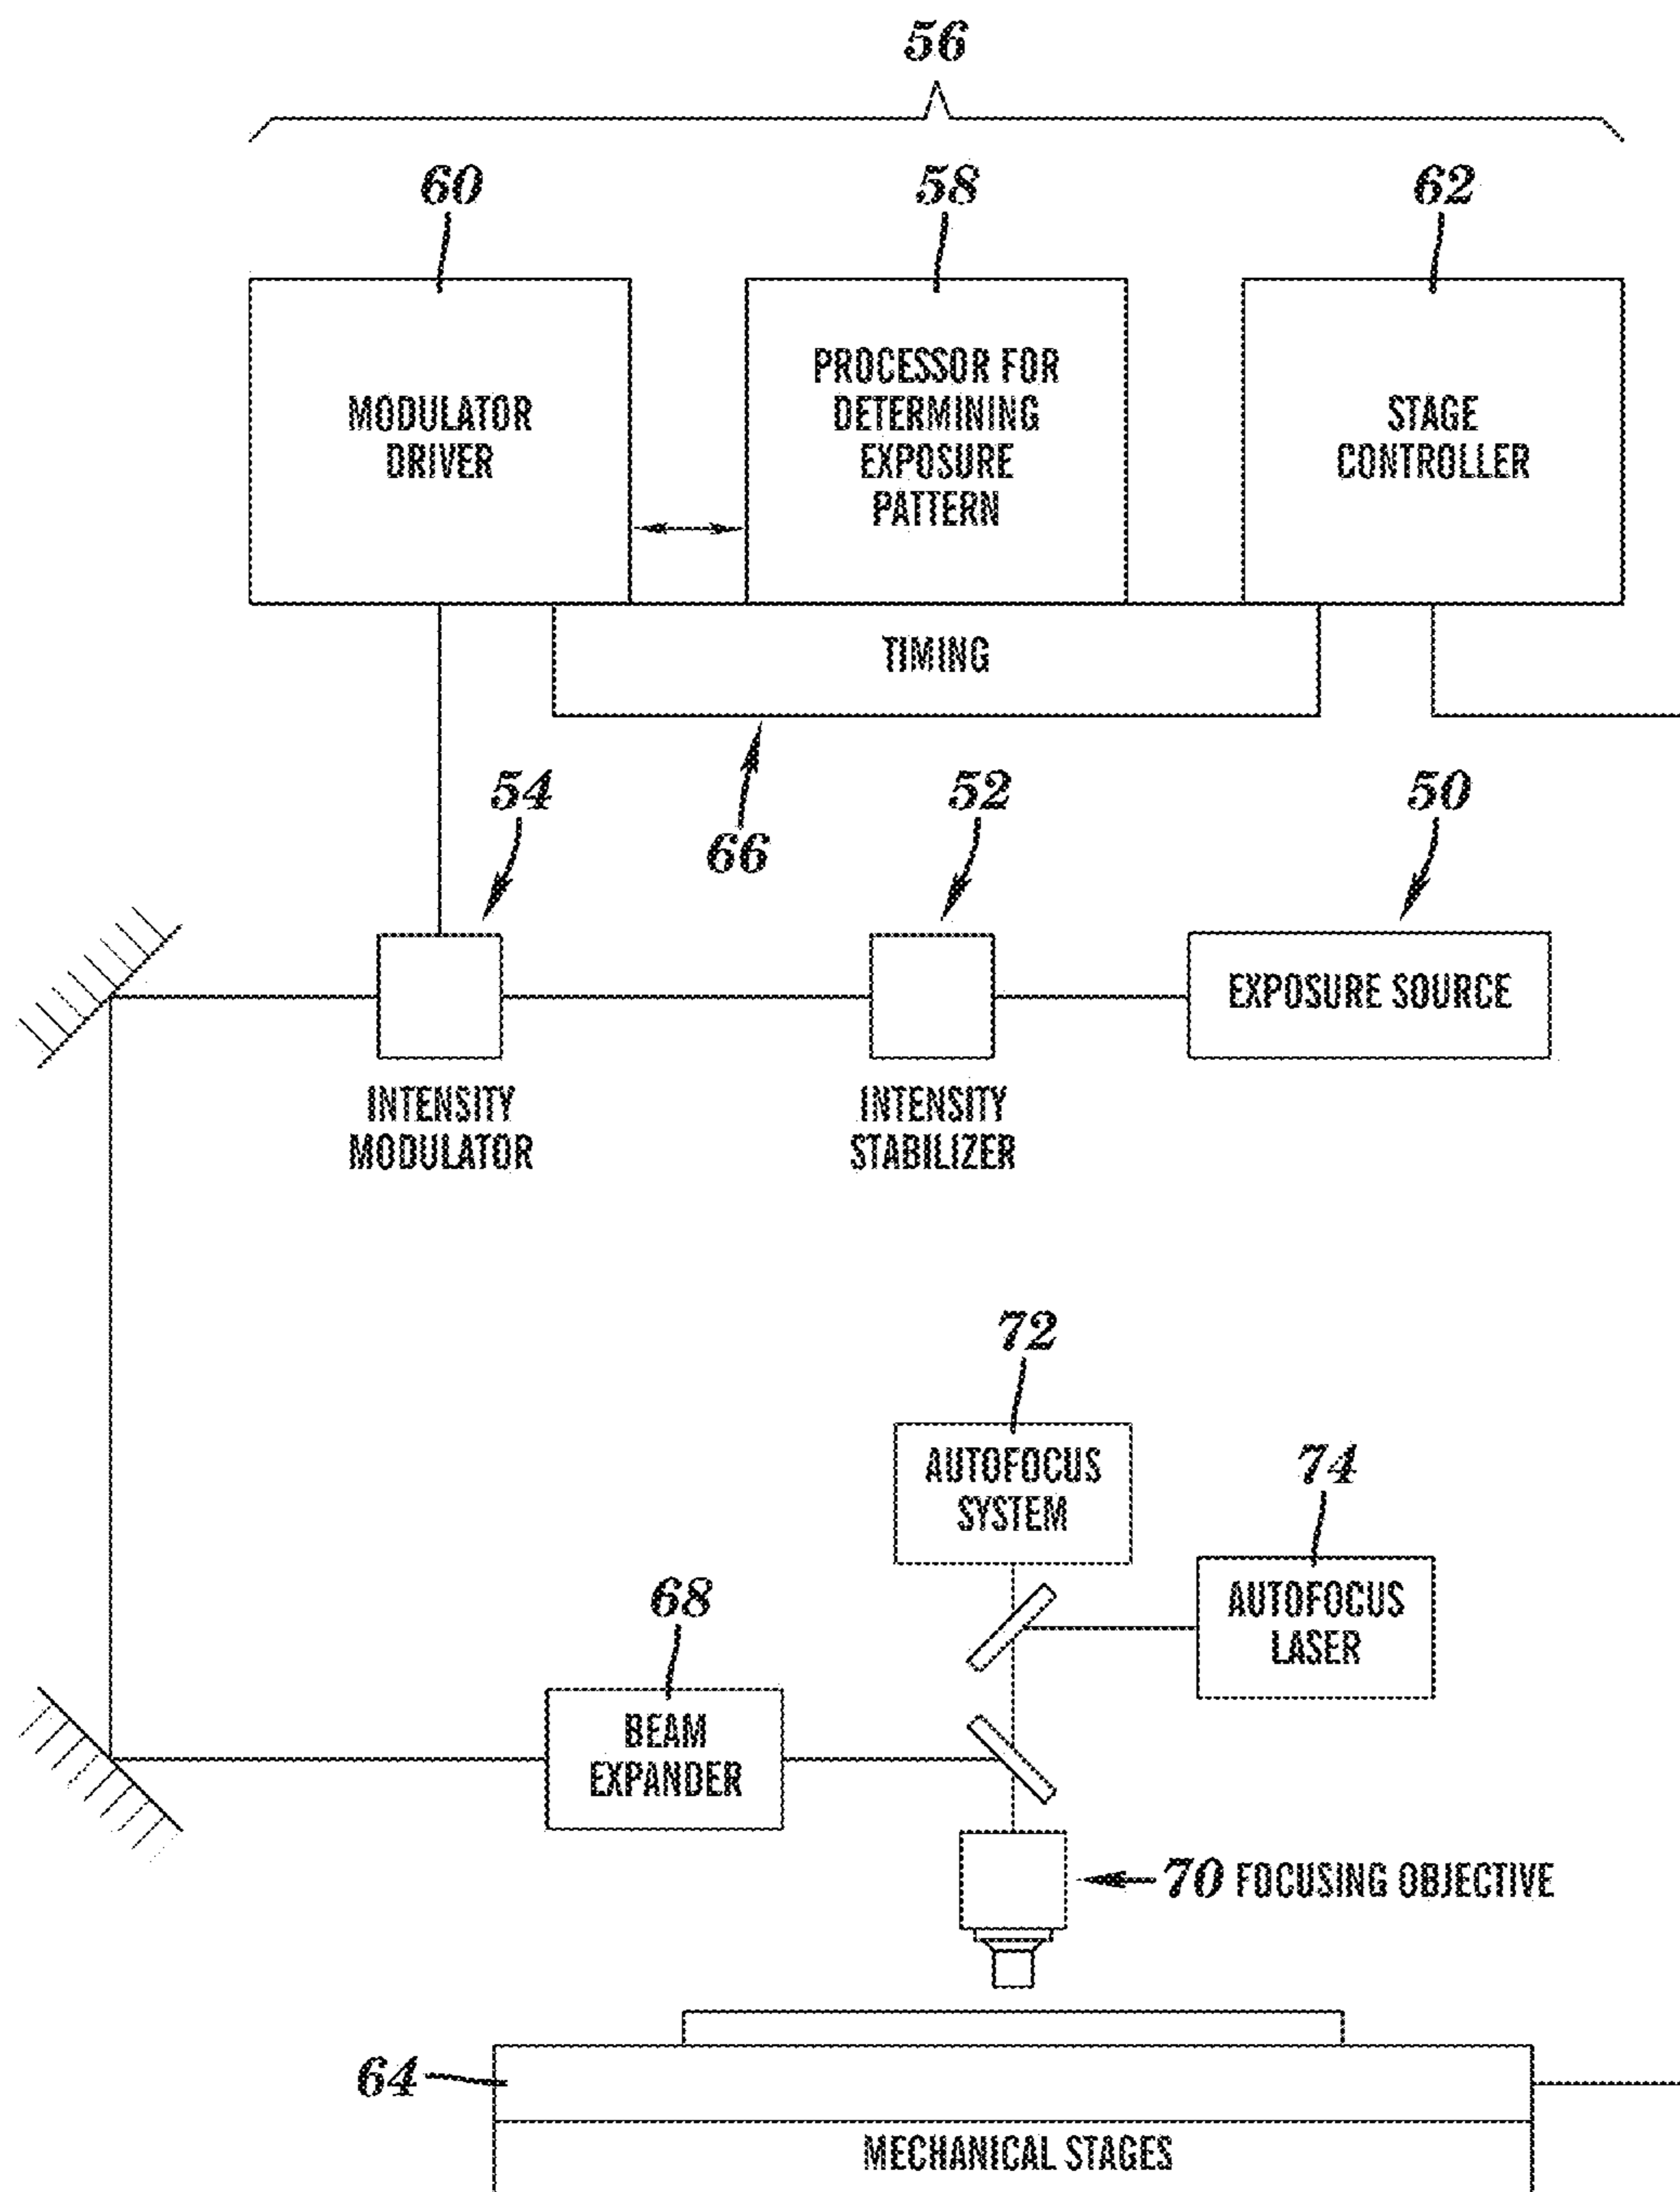 56
60
58
62
MODULATOR
DRIVER
PROCESSOR FOR
DETERMINING
EXPOSURE
PATTERN
STAGE
CONTROLLER
TIMING
66
54
52
50
EXPOSURE SOURCE
INTENSITY
MODULATOR
INTENSITY
STABILIZER
72
AUTOFOCUS
SYSTEM
74
AUTOFOCUS
LASER
68
BEAM
EXPANDER
70 FOCUSING OBJECTIVE
64
MECHANICAL STAGES